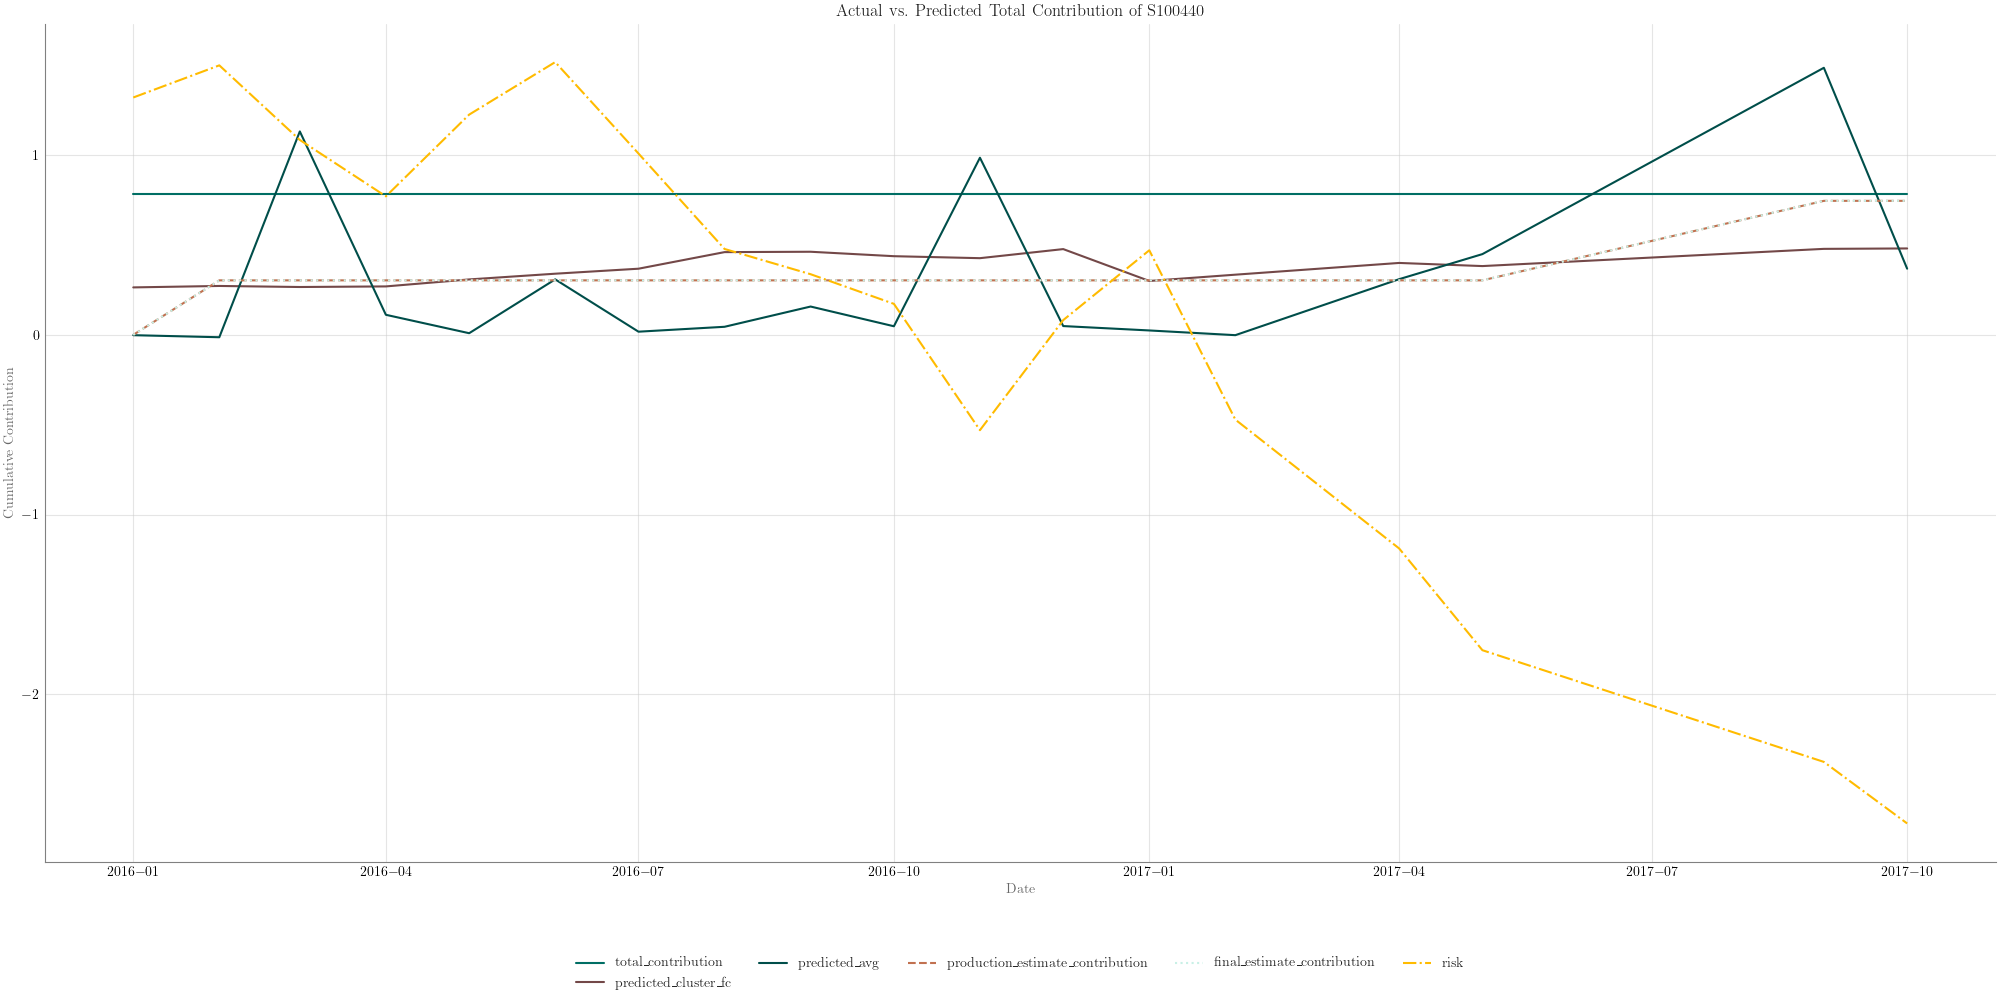 Actual vs. Predicted Total Contribution of S100440
Cumulative Contribution
1
0
−1
−2
2016−01 2016−04 2016−07 2016−10 2017−01 2017−04 2017−07 2017−10
Date
total_contribution predicted_avg production_estimate_contribution final_estimate_contribution risk
predicted_cluster_fc